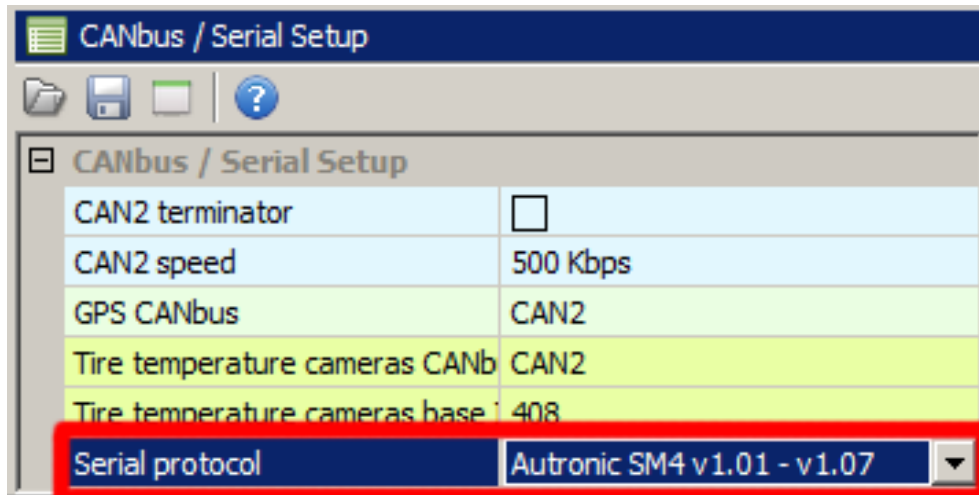 CANbus / Serial Setup
CANbus / Serial Setup
CAN2 terminator
CAN2 speed 500 Kbps
GPS CANbus CAN2
Tire temperature cameras CANb CAN2
Tire temperature cameras base 408
Serial protocol Autronic SM4 v1.01 - v1.07